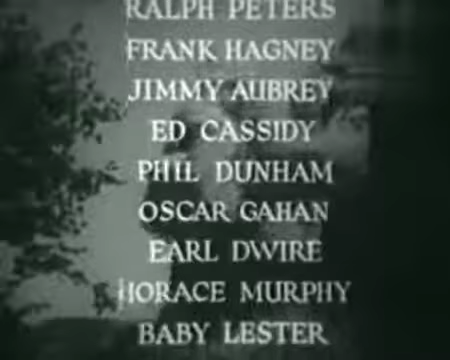 RALPH PETERS
FRANK HAGNEY
JIMMY AUBREY
ED CASSIDY
PHIL DUNHAM
OSCAR GAHAN
EARL DWIRE
HORACE MURPHY
BABY LESTER